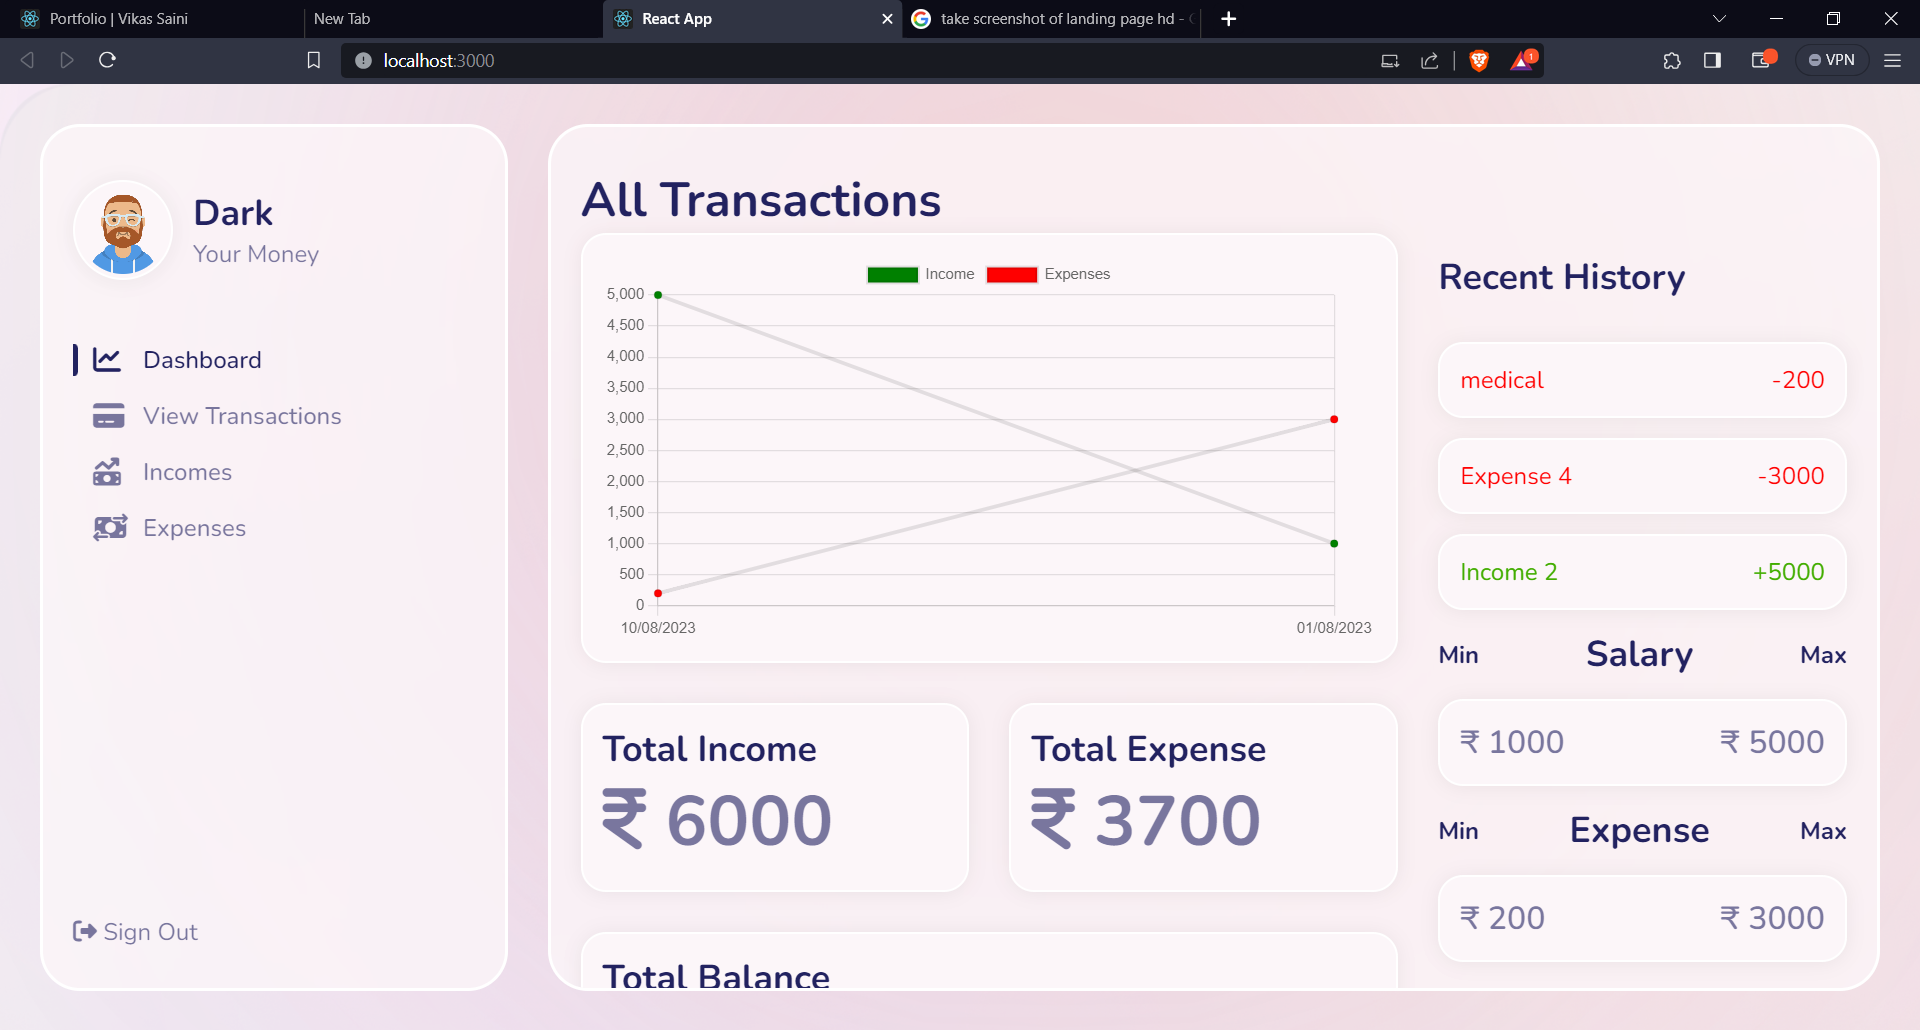 Portfolio | Vikas Saini
New Tab
React App
take screenshot of landing page hd -
localhost:3000
1
VPN
Dark
Your Money
Dashboard
View Transactions
Incomes
Expenses
Sign Out
All Transactions
Income
Expenses
5,000
4,500
4,000
3,500
3,000
2,500
2,000
1,500
1,000
500
0
10/08/2023
01/08/2023
Total Income
₹ 6000
Total Expense
₹ 3700
Total Balance
Recent History
medical -200
Expense 4 -3000
Income 2 +5000
Min Salary Max
₹ 1000 ₹ 5000
Min Expense Max
₹ 200 ₹ 3000